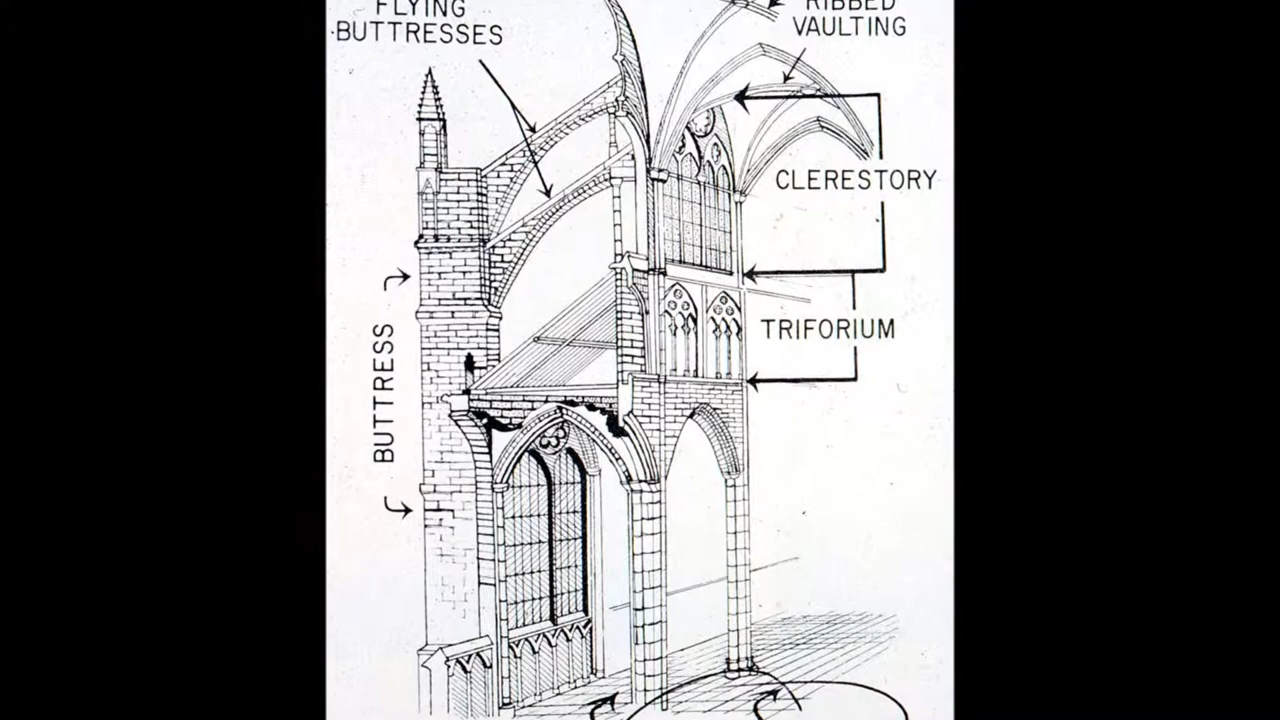 FLYING
BUTTRESSES
RIBBED
VAULTING
CLERESTORY
TRIFORIUM
BUTTRESS